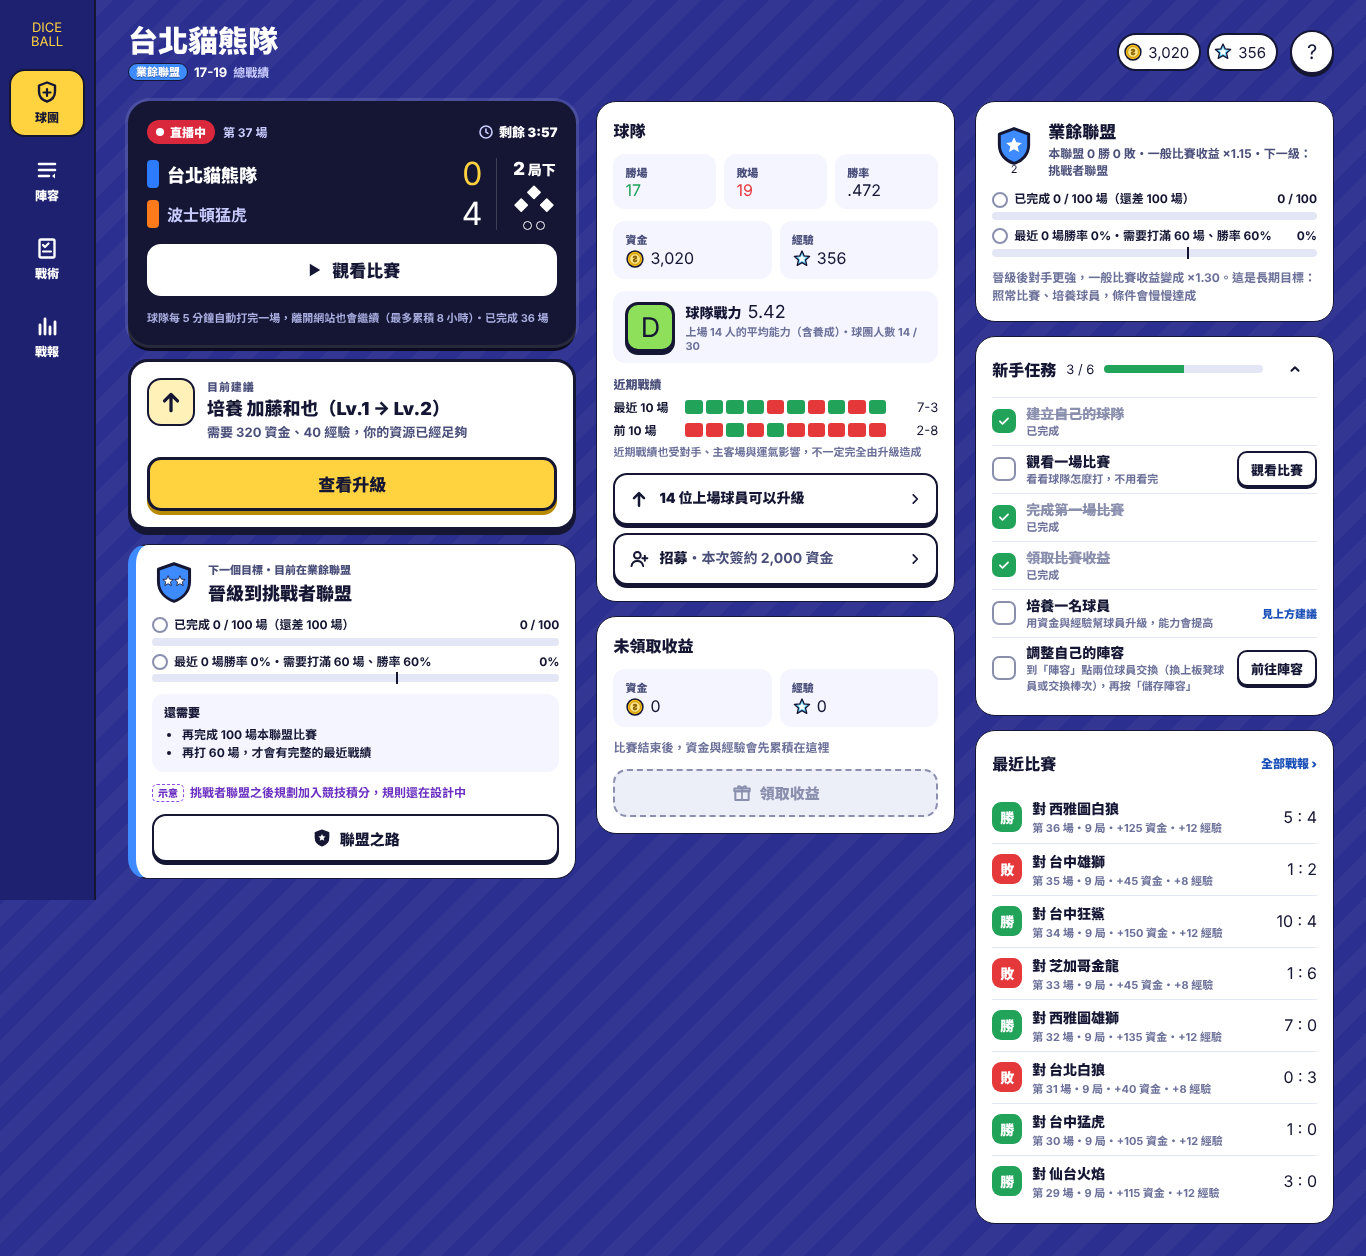 DICE
BALL
球團
陣容
戰術
戰報
台北貓熊隊
業餘聯盟 17-19 總戰績
3,020
356
?
直播中 第 37 場 剩餘 3:57
台北貓熊隊 0
波士頓猛虎 4
2 局下
觀看比賽
球隊每 5 分鐘自動打完一場，離開網站也會繼續（最多累積 8 小時）・已完成 36 場
目前建議
培養 加藤和也（Lv.1 → Lv.2）
需要 320 資金、40 經驗，你的資源已經足夠
查看升級
下一個目標・目前在業餘聯盟
晉級到挑戰者聯盟
已完成 0 / 100 場（還差 100 場） 0 / 100
最近 0 場勝率 0%・需要打滿 60 場、勝率 60% 0%
還需要
• 再完成 100 場本聯盟比賽
• 再打 60 場，才會有完整的最近戰績
示意 挑戰者聯盟之後規劃加入競技積分，規則還在設計中
聯盟之路
球隊
勝場
17
敗場
19
勝率
.472
資金
3,020
經驗
356
D
球隊戰力 5.42
上場 14 人的平均能力（含養成）・球團人數 14 /
30
近期戰績
最近 10 場 7-3
前 10 場 2-8
近期戰績也受對手、主客場與運氣影響，不一定完全由升級造成
14 位上場球員可以升級
招募・本次簽約 2,000 資金
未領取收益
資金
0
經驗
0
比賽結束後，資金與經驗會先累積在這裡
領取收益
2
業餘聯盟
本聯盟 0 勝 0 敗・一般比賽收益 ×1.15・下一級：
挑戰者聯盟
已完成 0 / 100 場（還差 100 場） 0 / 100
最近 0 場勝率 0%・需要打滿 60 場、勝率 60% 0%
晉級後對手更強，一般比賽收益變成 ×1.30。這是長期目標：
照常比賽、培養球員，條件會慢慢達成
新手任務 3 / 6
建立自己的球隊
已完成
觀看一場比賽
看看球隊怎麼打，不用看完
觀看比賽
完成第一場比賽
已完成
領取比賽收益
已完成
培養一名球員
用資金與經驗幫球員升級，能力會提高
見上方建議
調整自己的陣容
到「陣容」點兩位球員交換（換上板凳球
員或交換棒次），再按「儲存陣容」
前往陣容
最近比賽 全部戰報 ›
勝 對 西雅圖白狼 5 : 4
第 36 場・9 局・+125 資金・+12 經驗
敗 對 台中雄獅 1 : 2
第 35 場・9 局・+45 資金・+8 經驗
勝 對 台中狂鯊 10 : 4
第 34 場・9 局・+150 資金・+12 經驗
敗 對 芝加哥金龍 1 : 6
第 33 場・9 局・+45 資金・+8 經驗
勝 對 西雅圖雄獅 7 : 0
第 32 場・9 局・+135 資金・+12 經驗
敗 對 台北白狼 0 : 3
第 31 場・9 局・+40 資金・+8 經驗
勝 對 台中猛虎 1 : 0
第 30 場・9 局・+105 資金・+12 經驗
勝 對 仙台火焰 3 : 0
第 29 場・9 局・+115 資金・+12 經驗